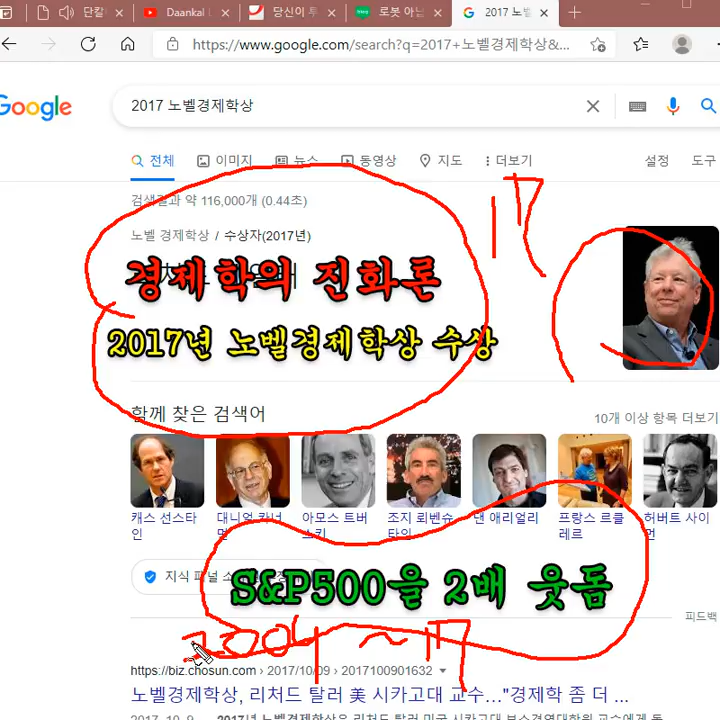 단칼
Daankal
당신이 투
로봇 아닌
2017 노벨
https://www.google.com/search?q=2017+노벨경제학상&...
Google
2017 노벨경제학상
전체 이미지 뉴스 동영상 지도 더보기 설정 도구
검색결과 약 116,000개 (0.44초)
17
노벨 경제학상 / 수상자(2017년)
경제학의 진화론
2017년 노벨경제학상 수상
함께 찾은 검색어
10개 이상 항목 더보기
캐스 선스타인
대니얼 카너먼
아모스 트버스키
조지 뢰벤슈타인
댄 애리얼리
프랑스 르클레르
허버트 사이먼
지식 패널 소
S&P500을 2배 웃돔
피드백
2004 ~ 17
https://biz.chosun.com › 2017/10/09 › 2017100901632
노벨경제학상, 리처드 탈러 美 시카고대 교수..."경제학 좀 더 ...
2017. 10. 9.